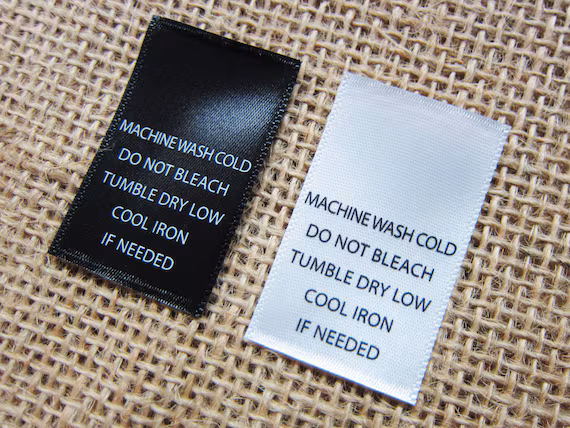 MACHINE WASH COLD
DO NOT BLEACH
TUMBLE DRY LOW
COOL IRON
IF NEEDED
MACHINE WASH COLD
DO NOT BLEACH
TUMBLE DRY LOW
COOL IRON
IF NEEDED